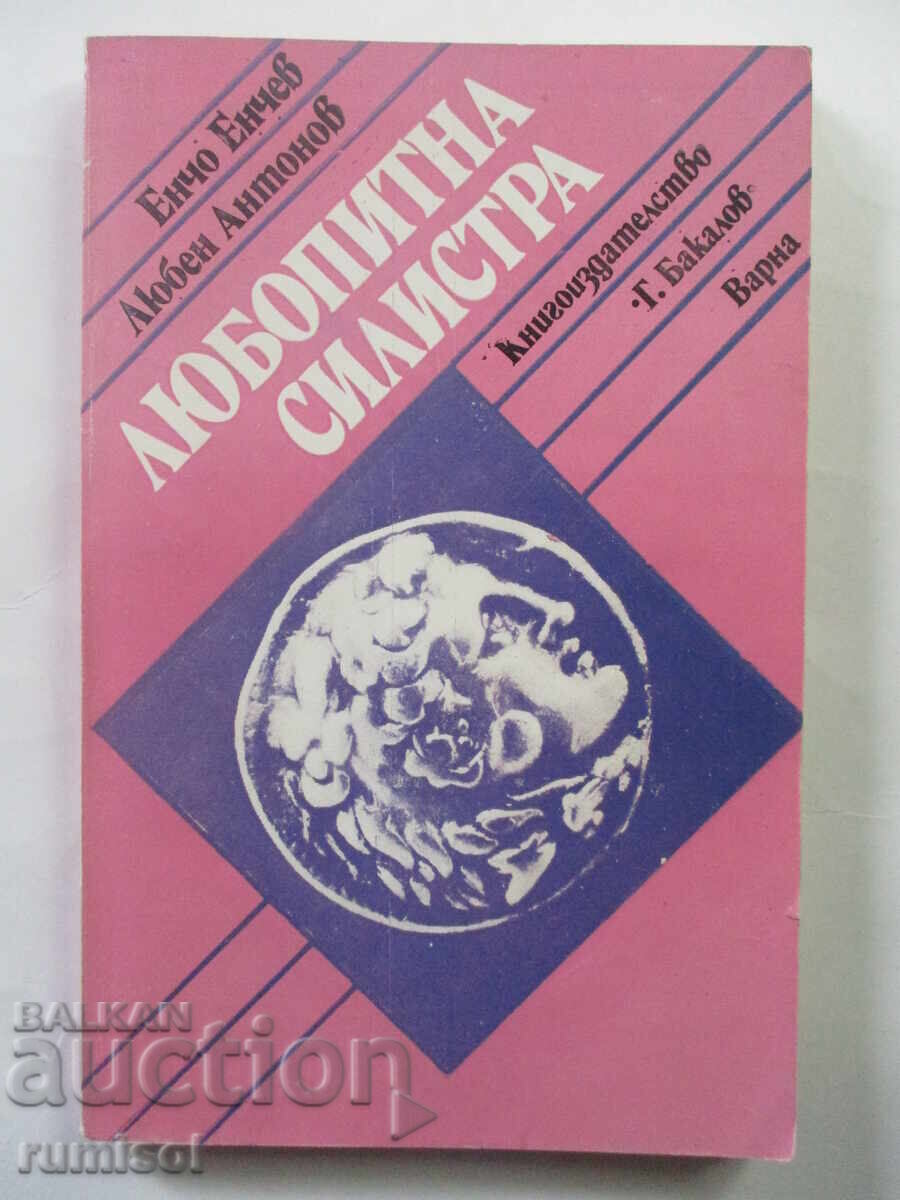 Енчо Енчев
Любен Антонов
ЛЮБОПИТНА
СИЛИСТРА
Книгоиздателство
•Г. Бакалов•
Варна
BALKAN
auction
rumisol